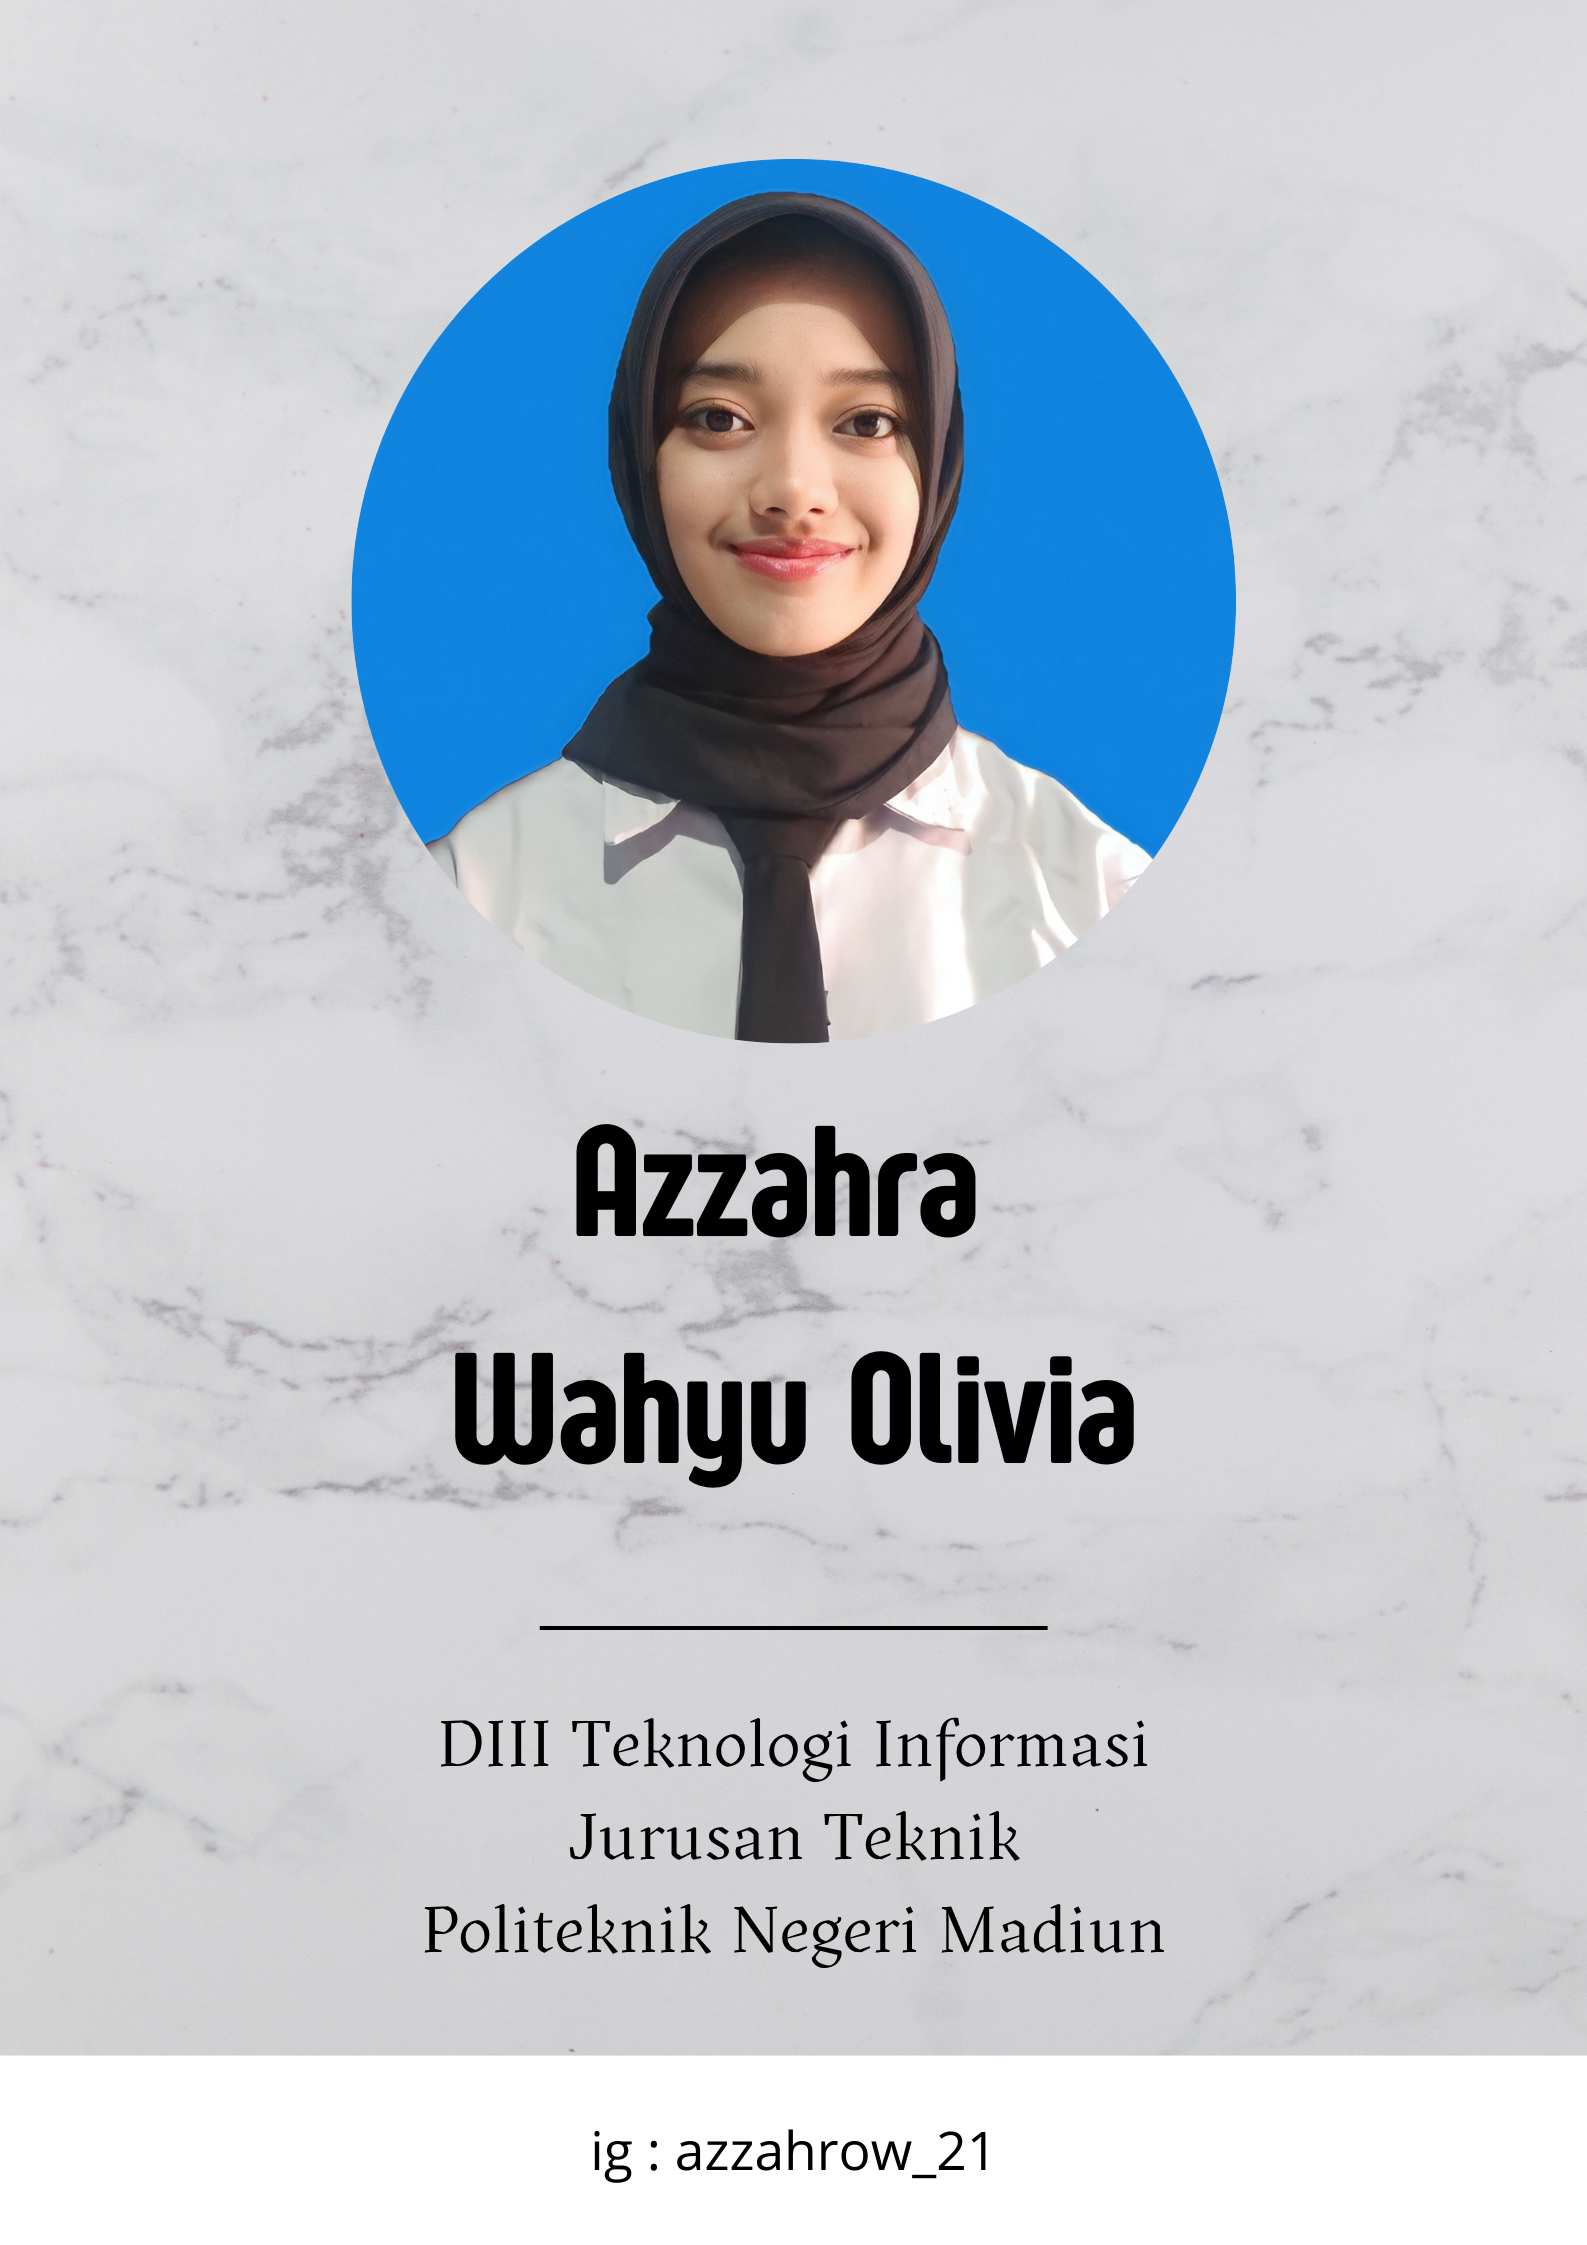 Azzahra
Wahyu Olivia
DIII Teknologi Informasi
Jurusan Teknik
Politeknik Negeri Madiun
ig : azzahrow_21